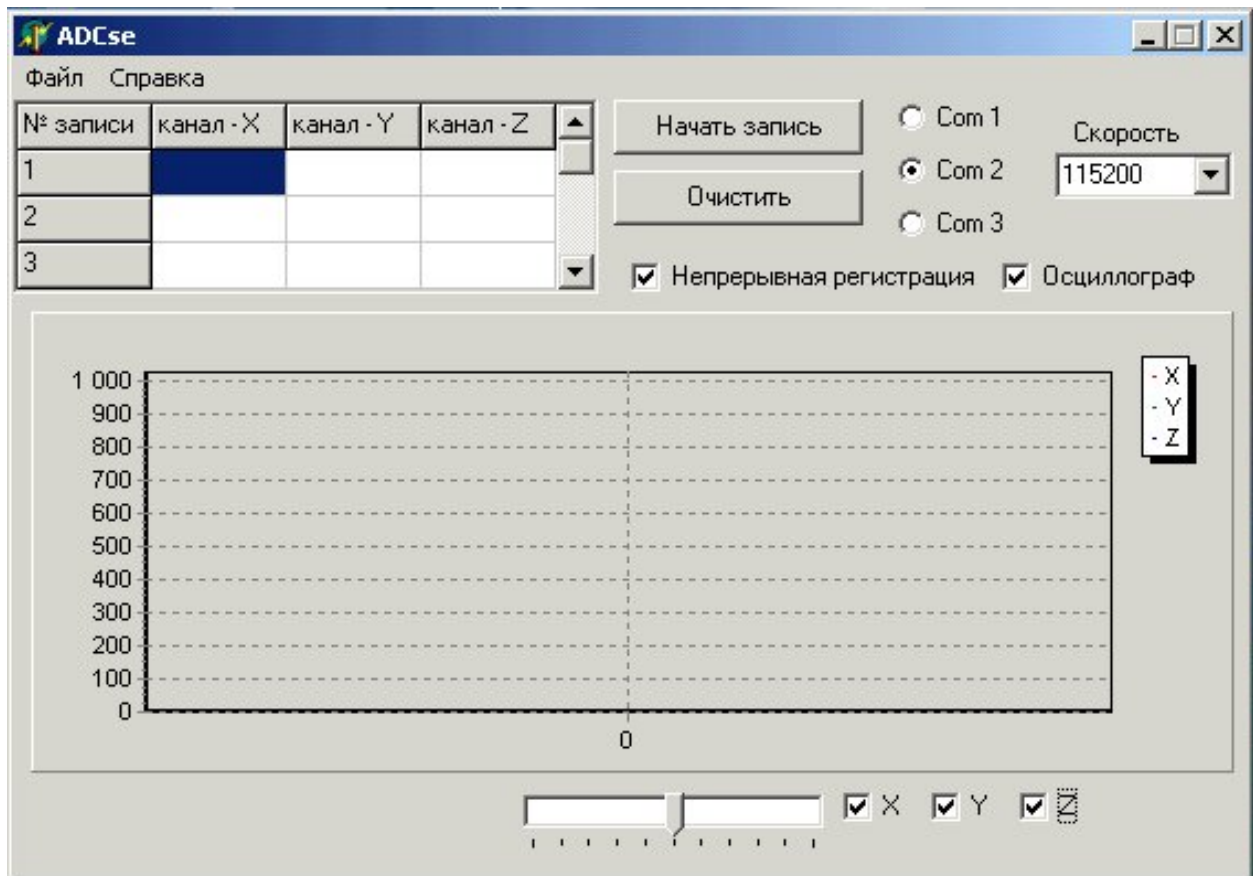 ADCse
Файл Справка
№ записи канал - X канал - Y канал - Z
1
2
3
Начать запись
Очистить
Com 1
Com 2
Com 3
Скорость
115200
Непрерывная регистрация Осциллограф
1 000
900
800
700
600
500
400
300
200
100
0
0
- X
- Y
- Z
X Y Z